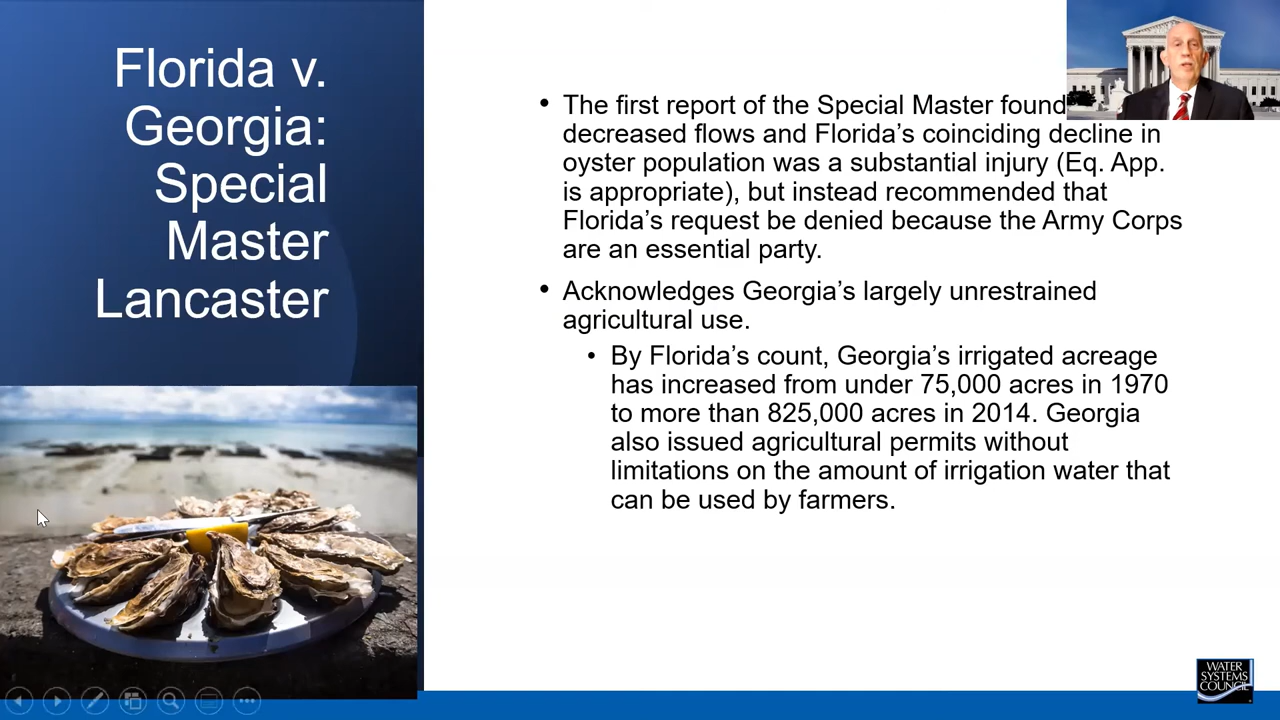 Florida v.
Georgia:
Special
Master
Lancaster
• The first report of the Special Master found
decreased flows and Florida’s coinciding decline in
oyster population was a substantial injury (Eq. App.
is appropriate), but instead recommended that
Florida’s request be denied because the Army Corps
are an essential party.
• Acknowledges Georgia’s largely unrestrained
agricultural use.
• By Florida’s count, Georgia’s irrigated acreage
has increased from under 75,000 acres in 1970
to more than 825,000 acres in 2014. Georgia
also issued agricultural permits without
limitations on the amount of irrigation water that
can be used by farmers.
WATER
SYSTEMS
COUNCIL